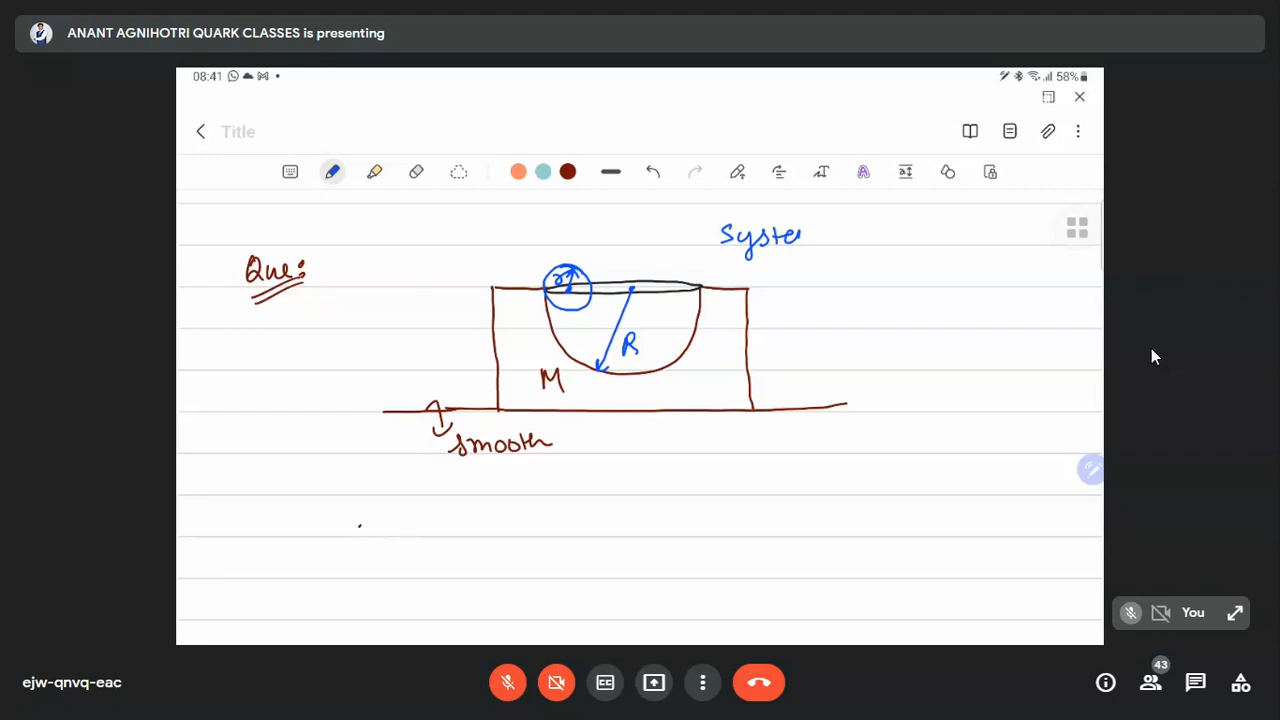 ANANT AGNIHOTRI QUARK CLASSES is presenting
08:41
58%
Title
Syste
Que:
r
R
M
smooth
You
ejw-qnvq-eac
43